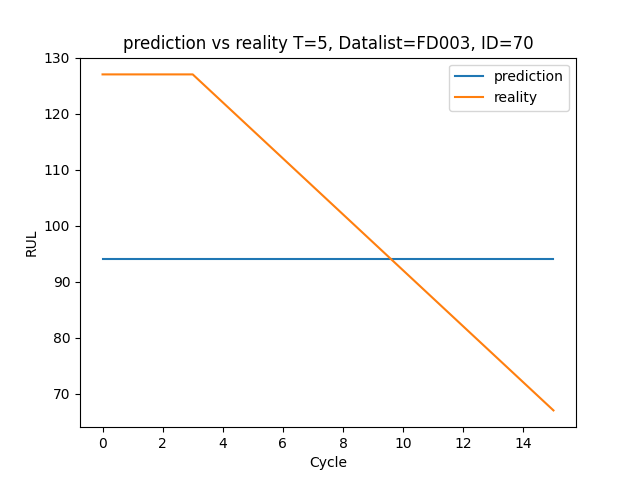 prediction vs reality T=5, Datalist=FD003, ID=70
prediction
reality
RUL
130
120
130
110
100
90
80
70
0 2 4 6 8 10 12 14
Cycle